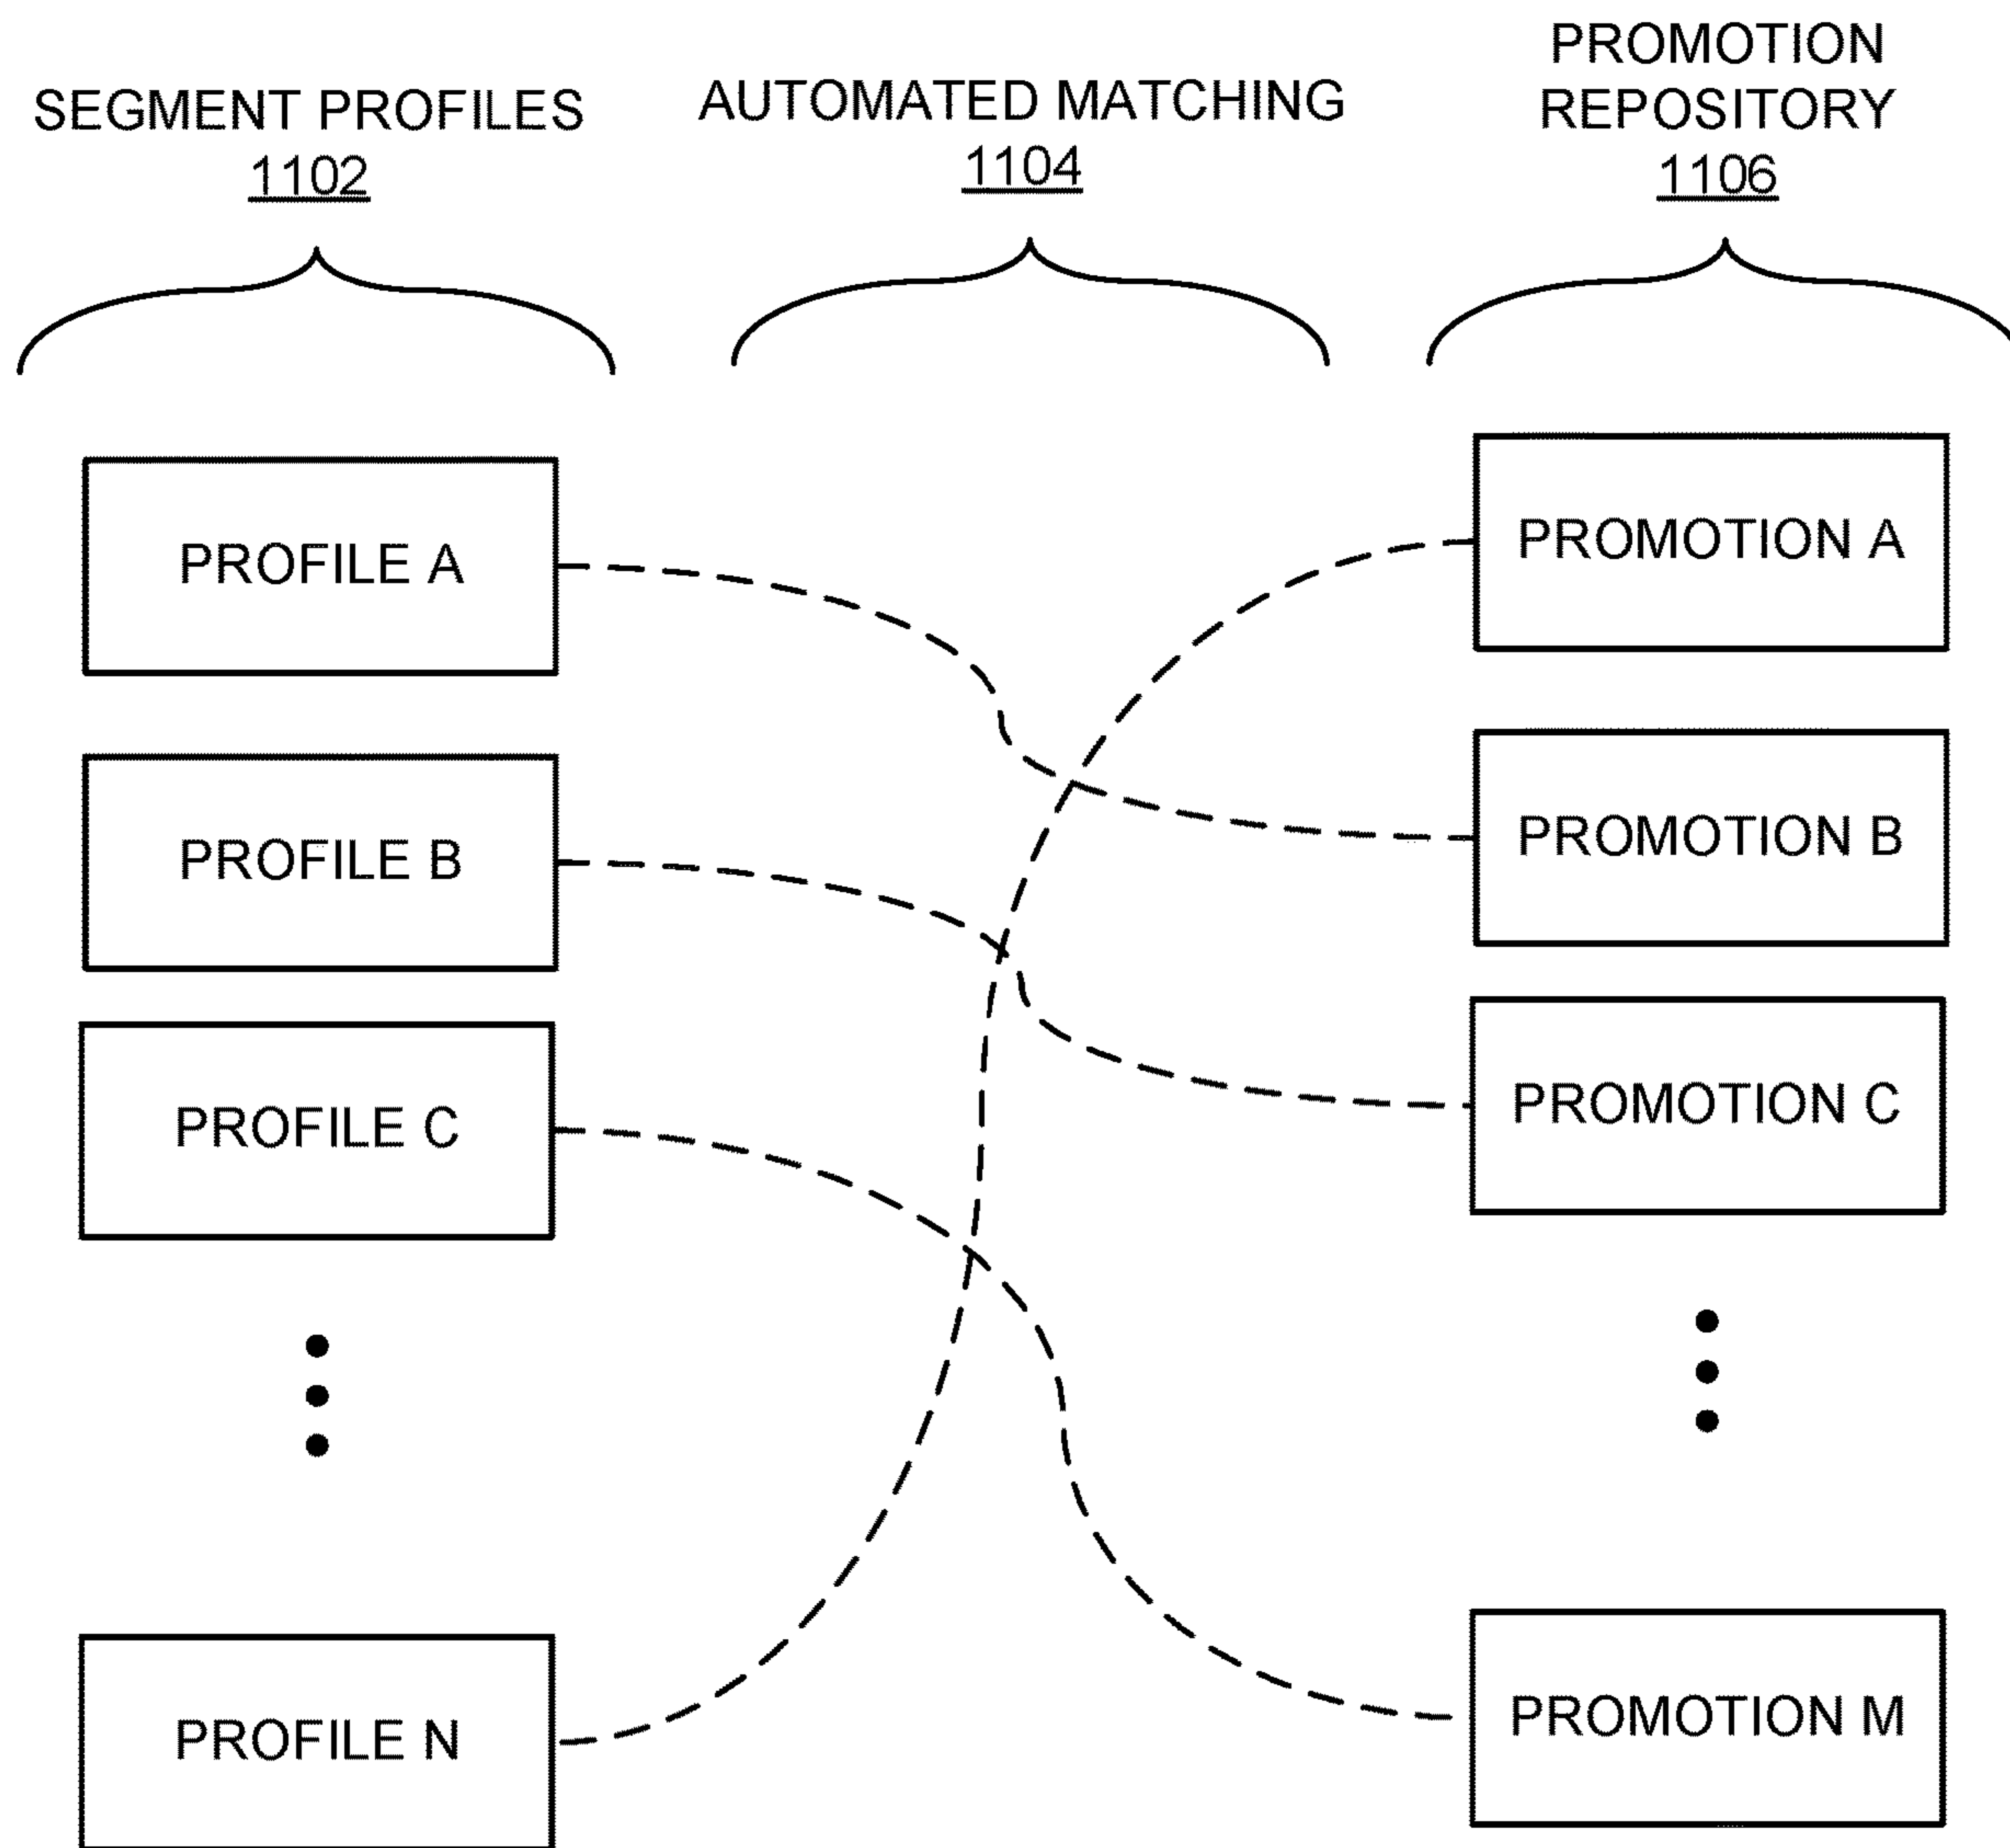 SEGMENT PROFILES
1102
AUTOMATED MATCHING
1104
PROMOTION
REPOSITORY
1106
PROFILE A
PROFILE B
PROFILE C
PROFILE N
PROMOTION A
PROMOTION B
PROMOTION C
PROMOTION M